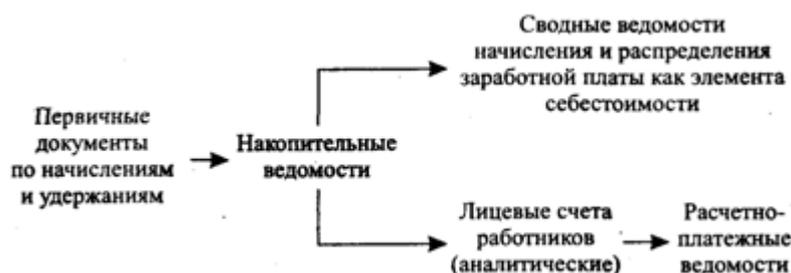 Первичные
документы
по начислениям
и удержаниям
Накопительные
ведомости
Сводные ведомости
начисления и распределения
заработной платы как элемента
себестоимости
Лицевые счета
работников
(аналитические)
Расчетно-
платежные
ведомости